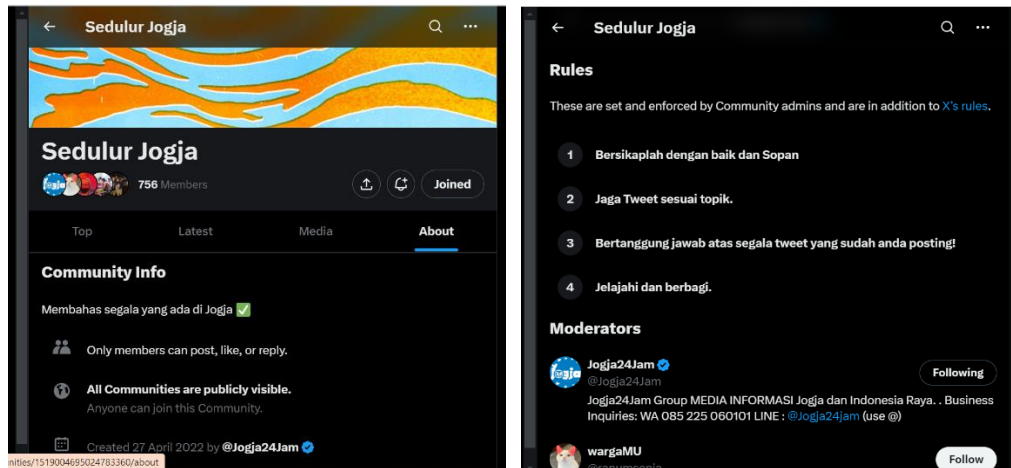 Sedulur Jogja
Sedulur Jogja
756 Members
Joined
Top Latest Media About
Community Info
Membahas segala yang ada di Jogja ✅
Only members can post, like, or reply.
All Communities are publicly visible.
Anyone can join this Community.
Created 27 April 2022 by @Jogja24Jam
nities/1519004695024783360/about
Sedulur Jogja
Rules
These are set and enforced by Community admins and are in addition to X's rules.
1 Bersikaplah dengan baik dan Sopan
2 Jaga Tweet sesuai topik.
3 Bertanggung jawab atas segala tweet yang sudah anda posting!
4 Jelajahi dan berbagi.
Moderators
Jogja24Jam
@Jogja24Jam
Following
Jogja24Jam Group MEDIA INFORMASI Jogja dan Indonesia Raya. . Business
Inquiries: WA 085 225 060101 LINE : @Jogja24jam (use @)
wargaMU
Follow